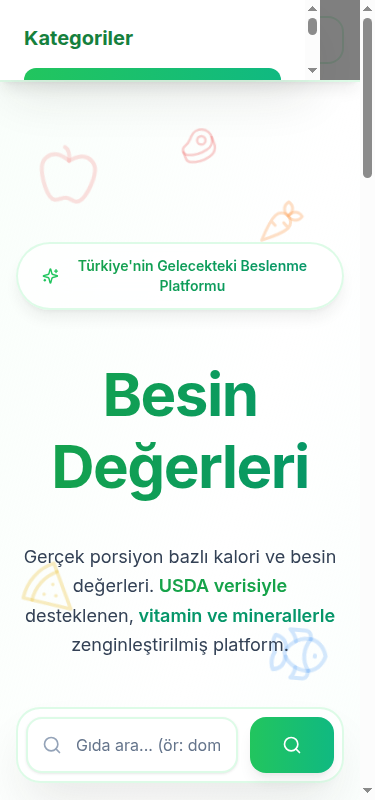 Kategoriler
Türkiye'nin Gelecekteki Beslenme
Platformu
Besin
Değerleri
Gerçek porsiyon bazlı kalori ve besin
değerleri. USDA verisiyle
desteklenen, vitamin ve minerallerle
zenginleştirilmiş platform.
Gıda ara... (ör: dom